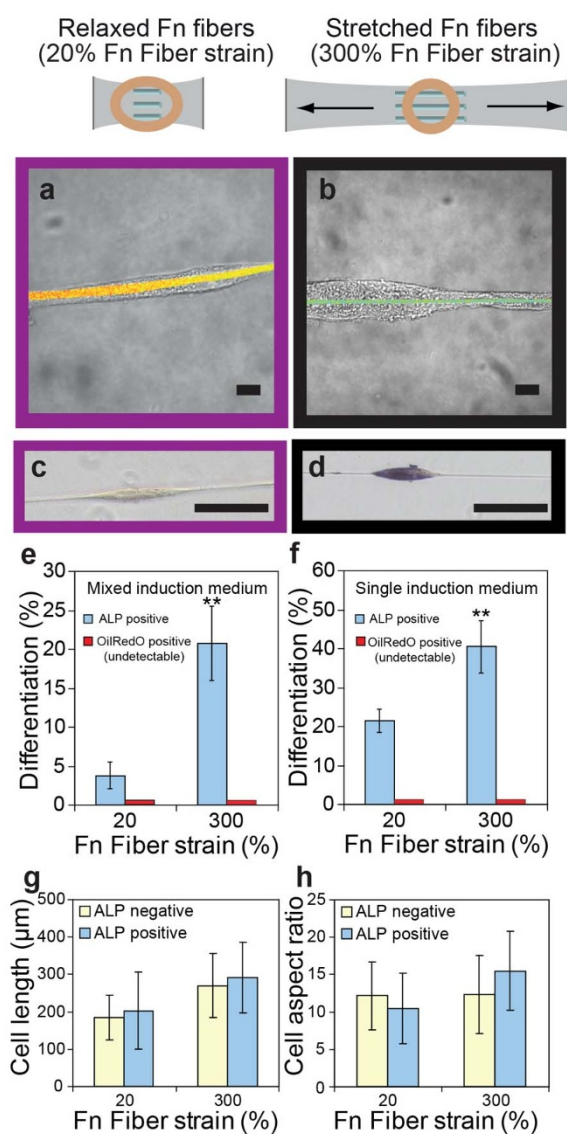 Relaxed Fn fibers
(20% Fn Fiber strain)
Stretched Fn fibers
(300% Fn Fiber strain)
a
b
c
d
e
Mixed induction medium
**
ALP positive
OilRedO positive
(undetectable)
Differentiation (%)
30
25
20
15
10
5
0
20
300
Fn Fiber strain (%)
f
Single induction medium
**
ALP positive
OilRedO positive
(undetectable)
Differentiation (%)
60
50
40
30
20
10
0
20
300
Fn Fiber strain (%)
g
ALP negative
ALP positive
Cell length (μm)
500
400
300
200
100
0
20
300
Fn Fiber strain (%)
h
ALP negative
ALP positive
Cell aspect ratio
25
20
15
10
5
0
20
300
Fn Fiber strain (%)